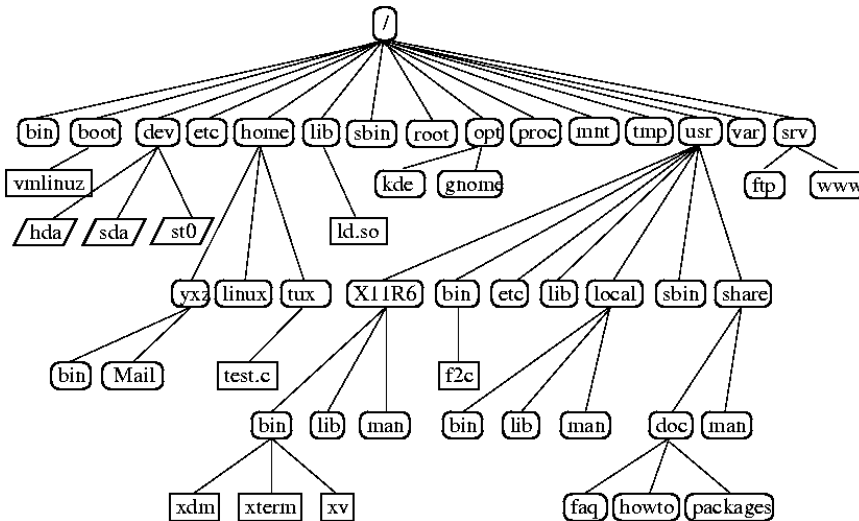 /
bin boot dev etc home lib sbin root opt proc mnt tmp usr var srv
vmlinuz kde gnome ftp www
hda sda st0 ld.so
yxz linux tux X11R6 bin etc lib local sbin share
bin Mail test.c f2c
bin lib man bin lib man doc man
xdm xterm xv faq howto packages